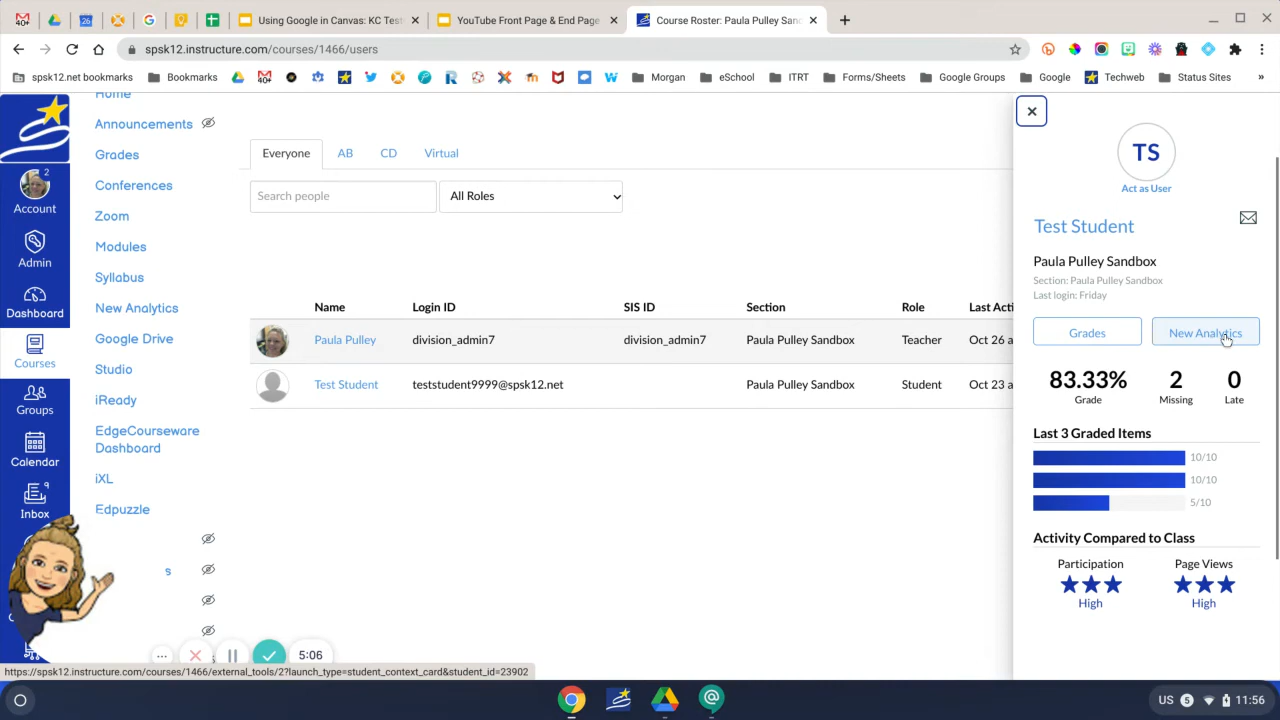 Using Google in Canvas: KC Test
YouTube Front Page & End Page
Course Roster: Paula Pulley Sand
spsk12.instructure.com/courses/1466/users
spsk12.net bookmarks
Bookmarks
Morgan
eSchool
ITRT
Forms/Sheets
Google Groups
Google
Techweb
Status Sites
»
2
Account
Admin
Dashboard
Courses
Groups
Calendar
9
Inbox
Home
Announcements
Grades
Conferences
Zoom
Modules
Syllabus
New Analytics
Google Drive
Studio
iReady
EdgeCourseware
Dashboard
iXL
Edpuzzle
s
Everyone AB CD Virtual
Search people All Roles
Name Login ID SIS ID Section Role Last Acti
Paula Pulley division_admin7 division_admin7 Paula Pulley Sandbox Teacher Oct 26 a
Test Student teststudent9999@spsk12.net Paula Pulley Sandbox Student Oct 23 a
TS
Act as User
Test Student
Paula Pulley Sandbox
Section: Paula Pulley Sandbox
Last login: Friday
Grades New Analytics
83.33% 2 0
Grade Missing Late
Last 3 Graded Items
10/10
10/10
5/10
Activity Compared to Class
Participation Page Views
High High
5:06
https://spsk12.instructure.com/courses/1466/external_tools/2?launch_type=student_context_card&student_id=23902
US 5 11:56